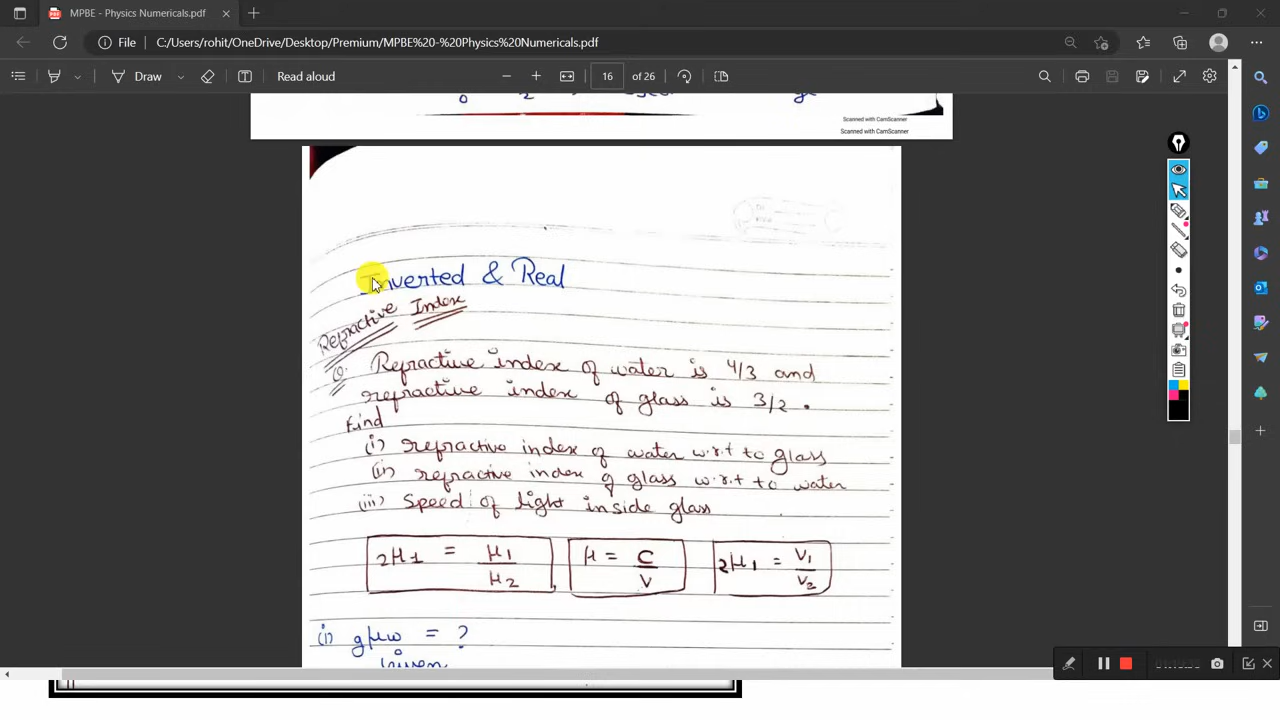 MPBE - Physics Numericals.pdf
File
C:/Users/rohit/OneDrive/Desktop/Premium/MPBE%20-%20Physics%20Numericals.pdf
Draw
Read aloud
16 of 26
Scanned with CamScanner
Scanned with CamScanner
Inverted & Real
Refractive Index
Q. Refractive index of water is 4/3 and
refractive index of glass is 3/2.
Find
(i) refractive index of water w.r.t to glass
(ii) refractive index of glass w.r.t to water
(iii) Speed of light inside glass
2μ1 = μ1/μ2
μ = C/V
2μ1 = V1/V2
(i) gμw = ?
Given